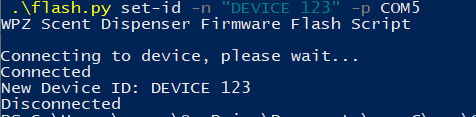 .\flash.py set-id -n "DEVICE 123" -p COM5
WPZ Scent Dispenser Firmware Flash Script
Connecting to device, please wait...
Connected
New Device ID: DEVICE 123
Disconnected